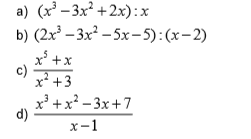 a) (x³ – 3x² + 2x) : x
b) (2x³ – 3x² – 5x – 5) : (x – 2)
c) (x⁵ + x)/(x² + 3)
d) (x³ + x² – 3x + 7)/(x – 1)